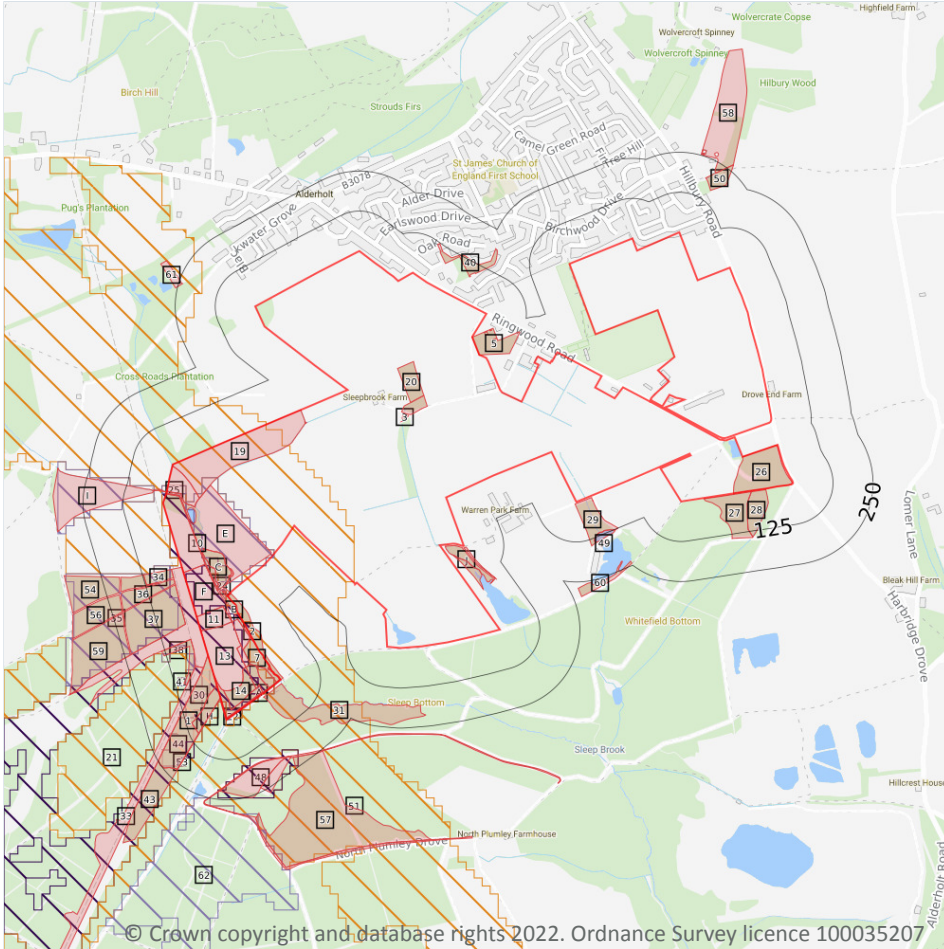 Highfield Farm
Wolvercrate Copse
Wolvercroft Spinney
Wolvercroft Spinney
Hilbury Wood
Birch Hill
Strouds Firs
58
Camel Green Road
Fir Tree Hill
St James' Church of
England First School
50
B3078
Alderholt
Alder Drive
Hillbury Road
Pug's Plantation
Earlswood Drive
Birchwood Drive
Oak Road
40
61
Ringwood Road
5
Cross Roads Plantation
20
Sleepbrook Farm
3
Drove End Farm
19
26
25
I
250
Warren Park Farm
29
27
28
125
Lomer Lane
10
E
49
J
C
34
60
Bleak Hill Farm
54
36
F
24
Harbridge Drove
56
35
37
11
B
Whitefield Bottom
2
59
38
13
7
41
30
14
Sleep Bottom
31
1
H
44
Sleep Brook
21
53
48
Hillcrest House
43
51
33
57
North Plumley Farmhouse
North Plumley Drove
62
Alderholt Road
© Crown copyright and database rights 2022. Ordnance Survey licence 100035207